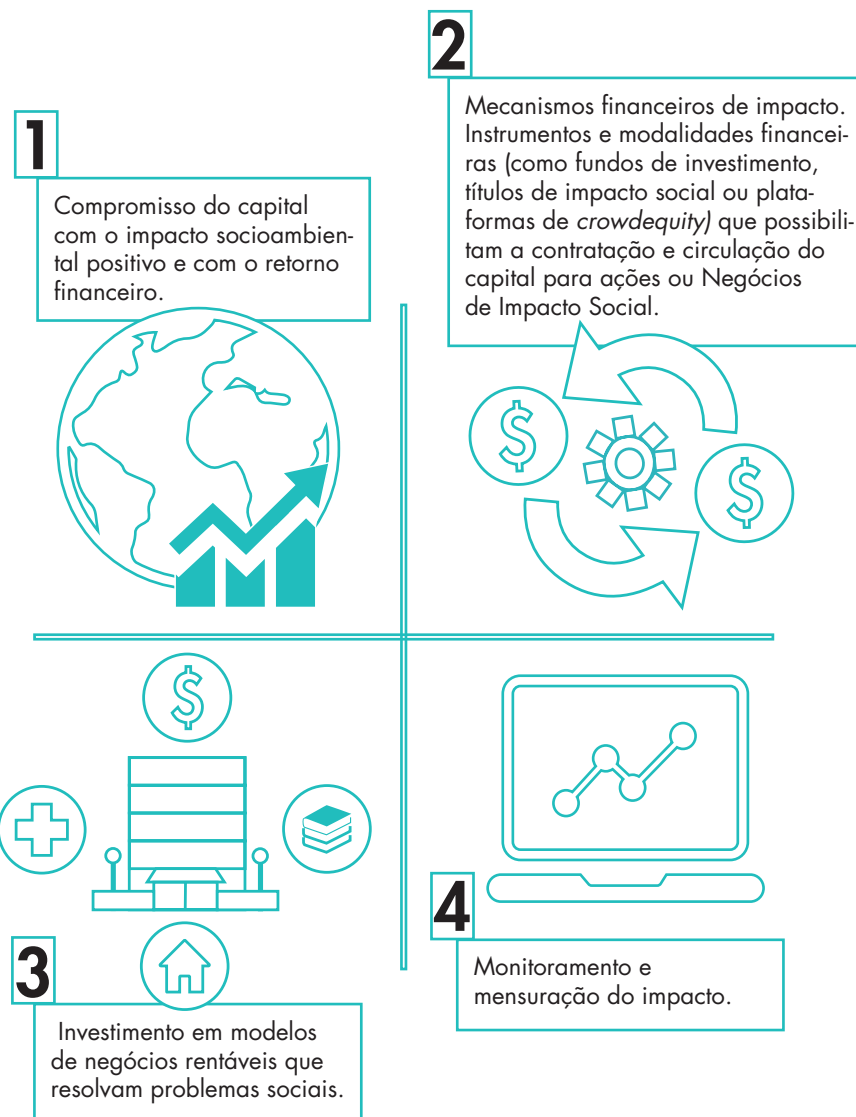 1
Compromisso do capital
com o impacto socioambien-
tal positivo e com o retorno
financeiro.
2
Mecanismos financeiros de impacto.
Instrumentos e modalidades financei-
ras (como fundos de investimento,
títulos de impacto social ou plata-
formas de crowdequity) que possibili-
tam a contratação e circulação do
capital para ações ou Negócios
de Impacto Social.
$
$
$
3
Investimento em modelos
de negócios rentáveis que
resolvam problemas sociais.
4
Monitoramento e
mensuração do impacto.